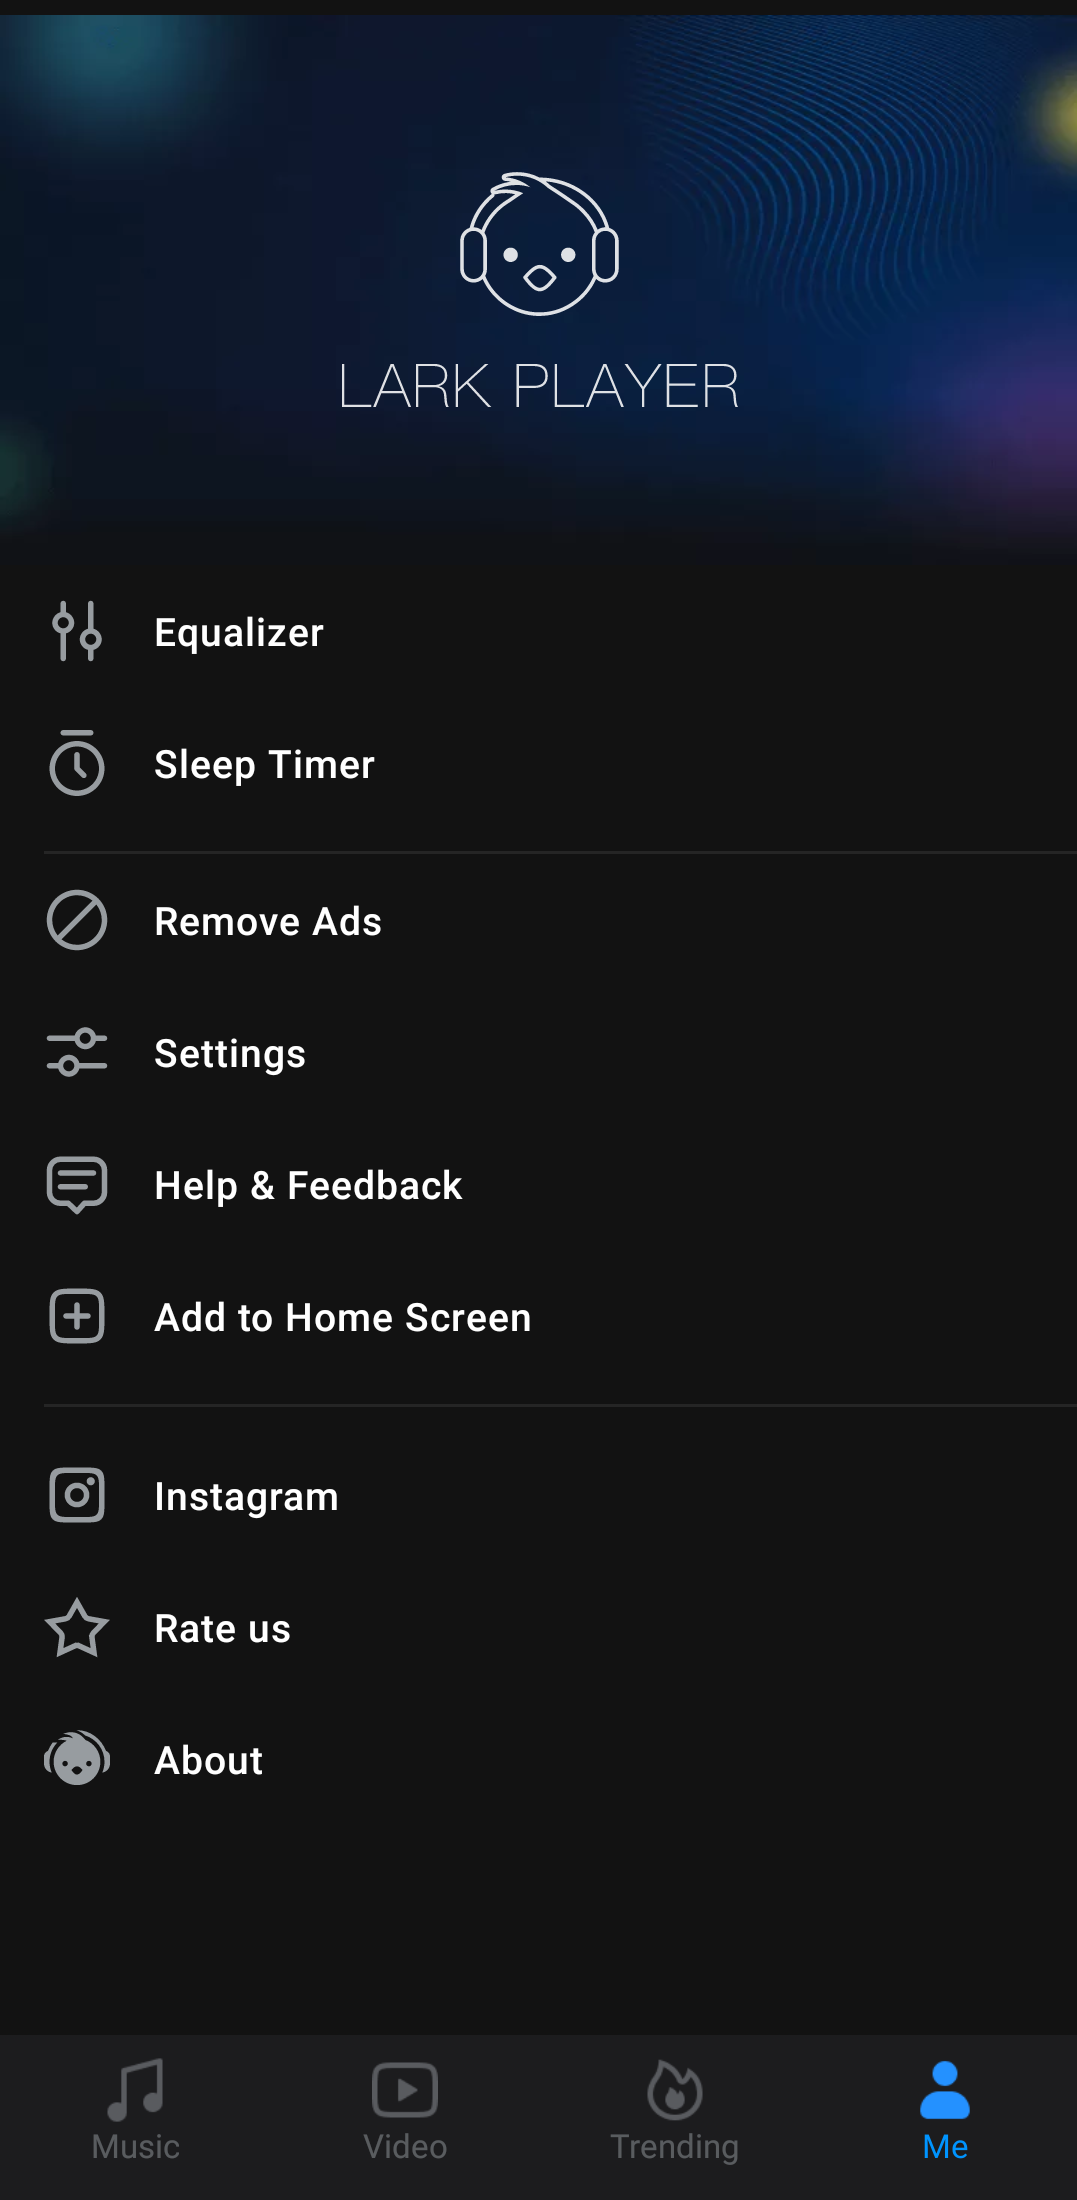 LARK PLAYER
Equalizer
Sleep Timer
Remove Ads
Settings
Help & Feedback
Add to Home Screen
Instagram
Rate us
About
Music
Video
Trending
Me